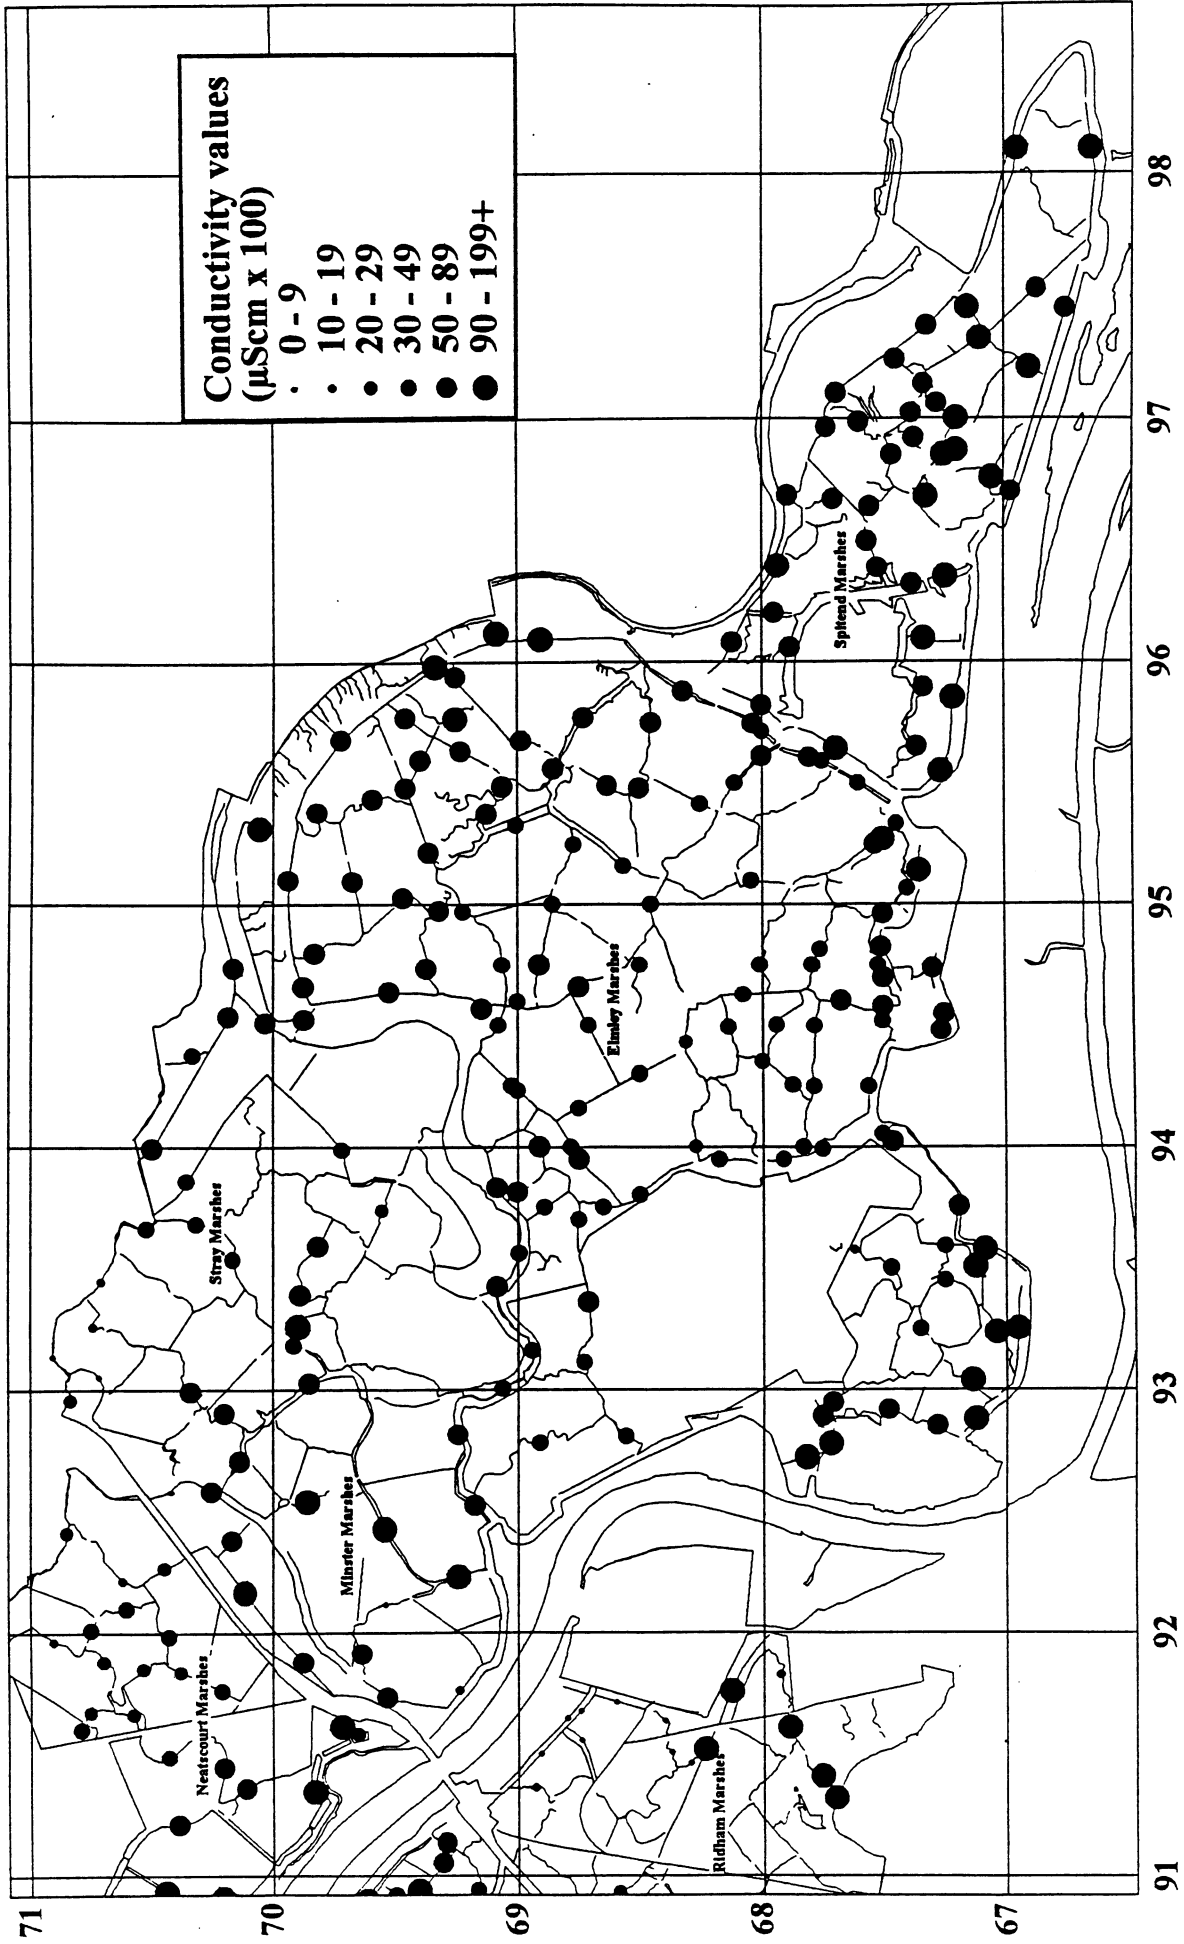 Conductivity values
(µScm x 100)
0 - 9
10 - 19
20 - 29
30 - 49
50 - 89
90 - 199+
71
70
69
68
67
91
92
93
94
95
96
97
98
Neatscourt Marshes
Minster Marshes
Stray Marshes
Elmley Marshes
Spitend Marshes
Ridham Marshes